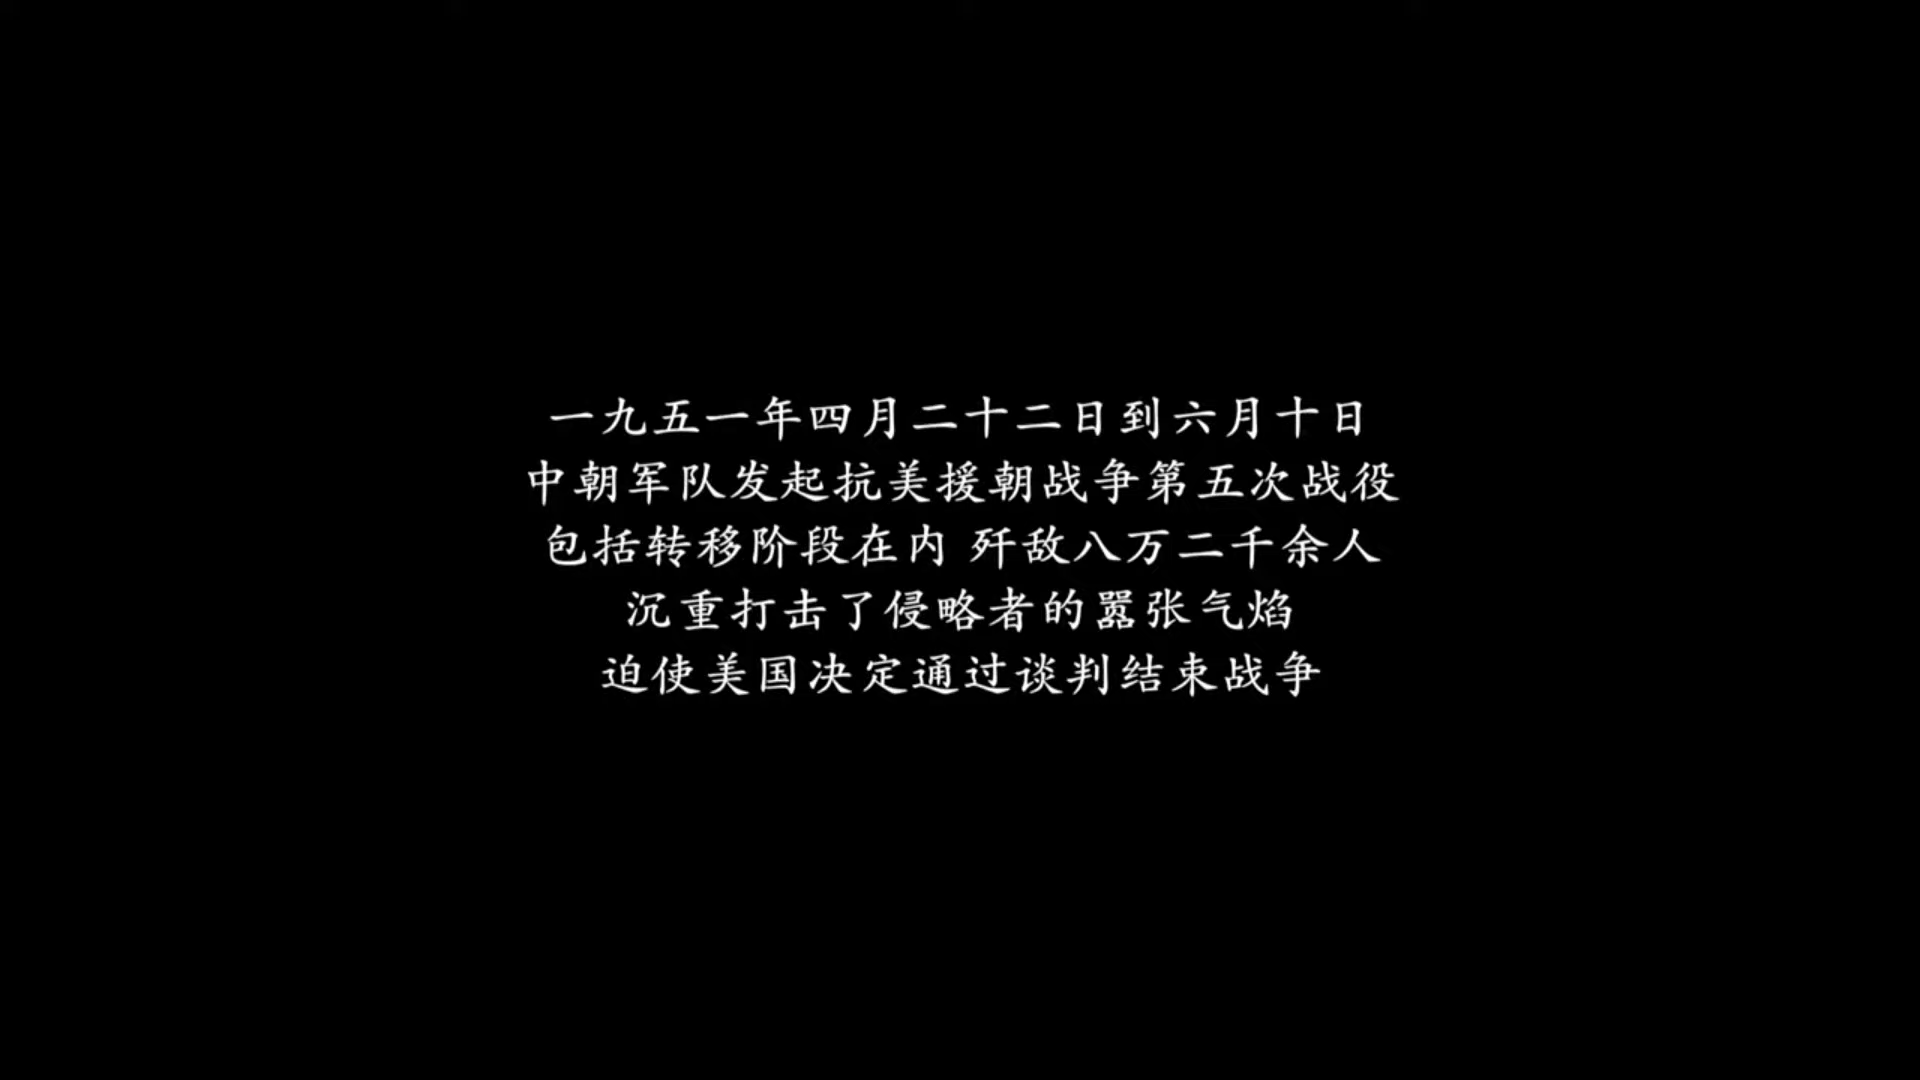 一九五一年四月二十二日到六月十日
中朝军队发起抗美援朝战争第五次战役
包括转移阶段在内 歼敌八万二千余人
沉重打击了侵略者的嚣张气焰
迫使美国决定通过谈判结束战争